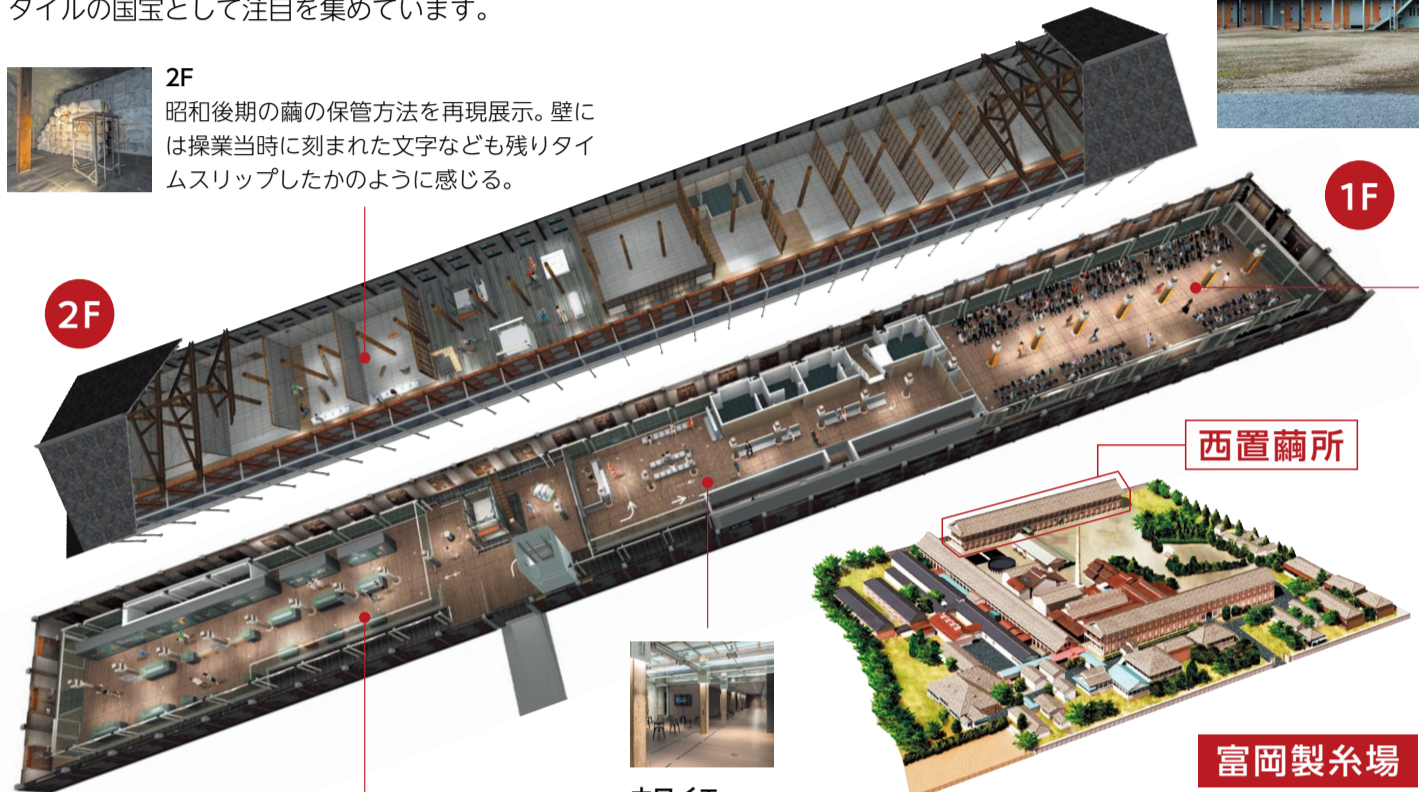 タイルの国宝として注目を集めています。
2F
昭和後期の繭の保管方法を再現展示。壁に
は操業当時に刻まれた文字なども残りタイ
ムスリップしたかのように感じる。
1F
2F
西置繭所
富岡製糸場
ホワイエ